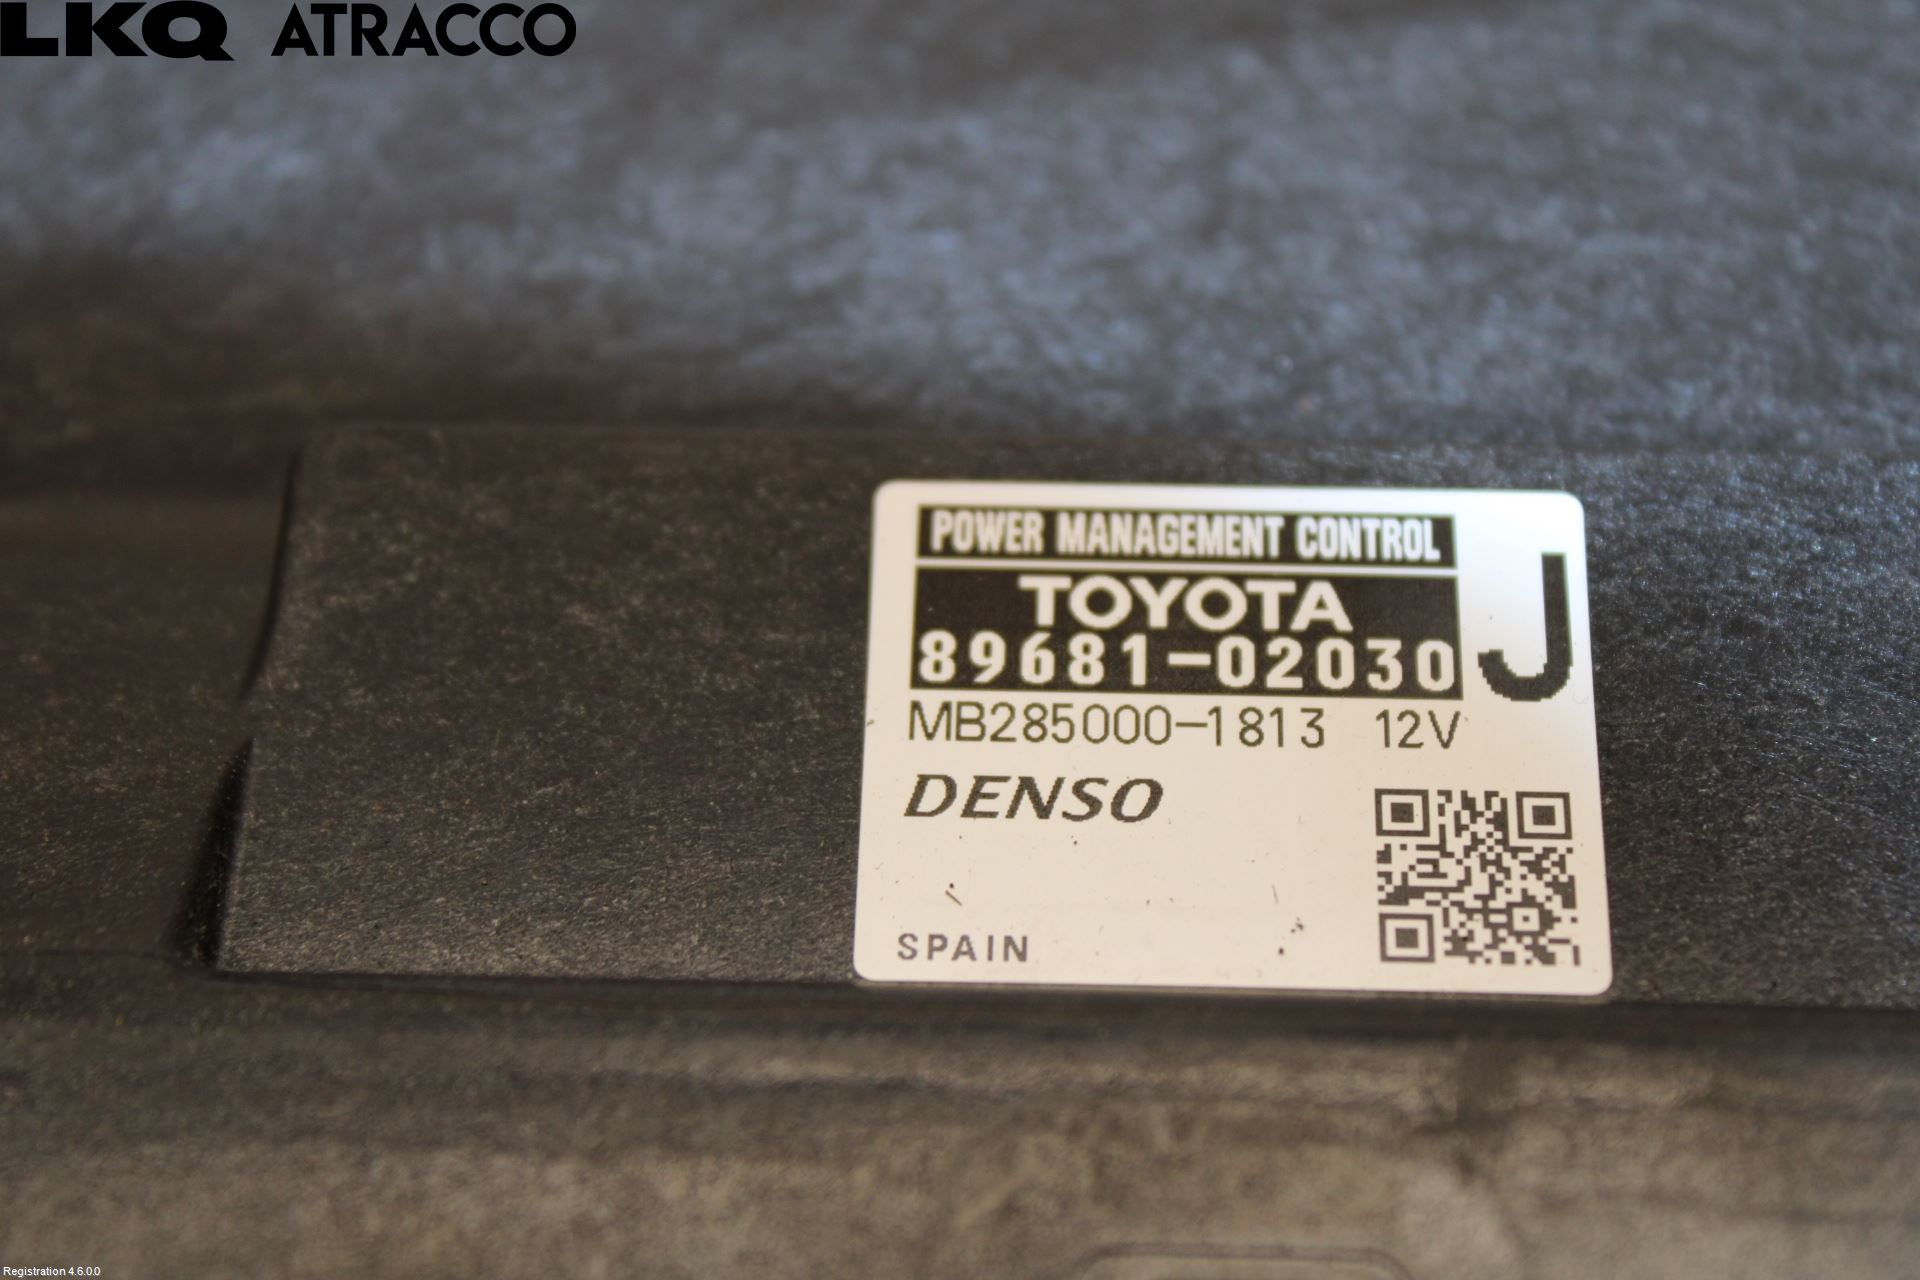 LKQ ATRACCO
POWER MANAGEMENT CONTROL
TOYOTA
89681-02030
J
MB285000-1813 12V
DENSO
SPAIN
Registration 4.6.0.0